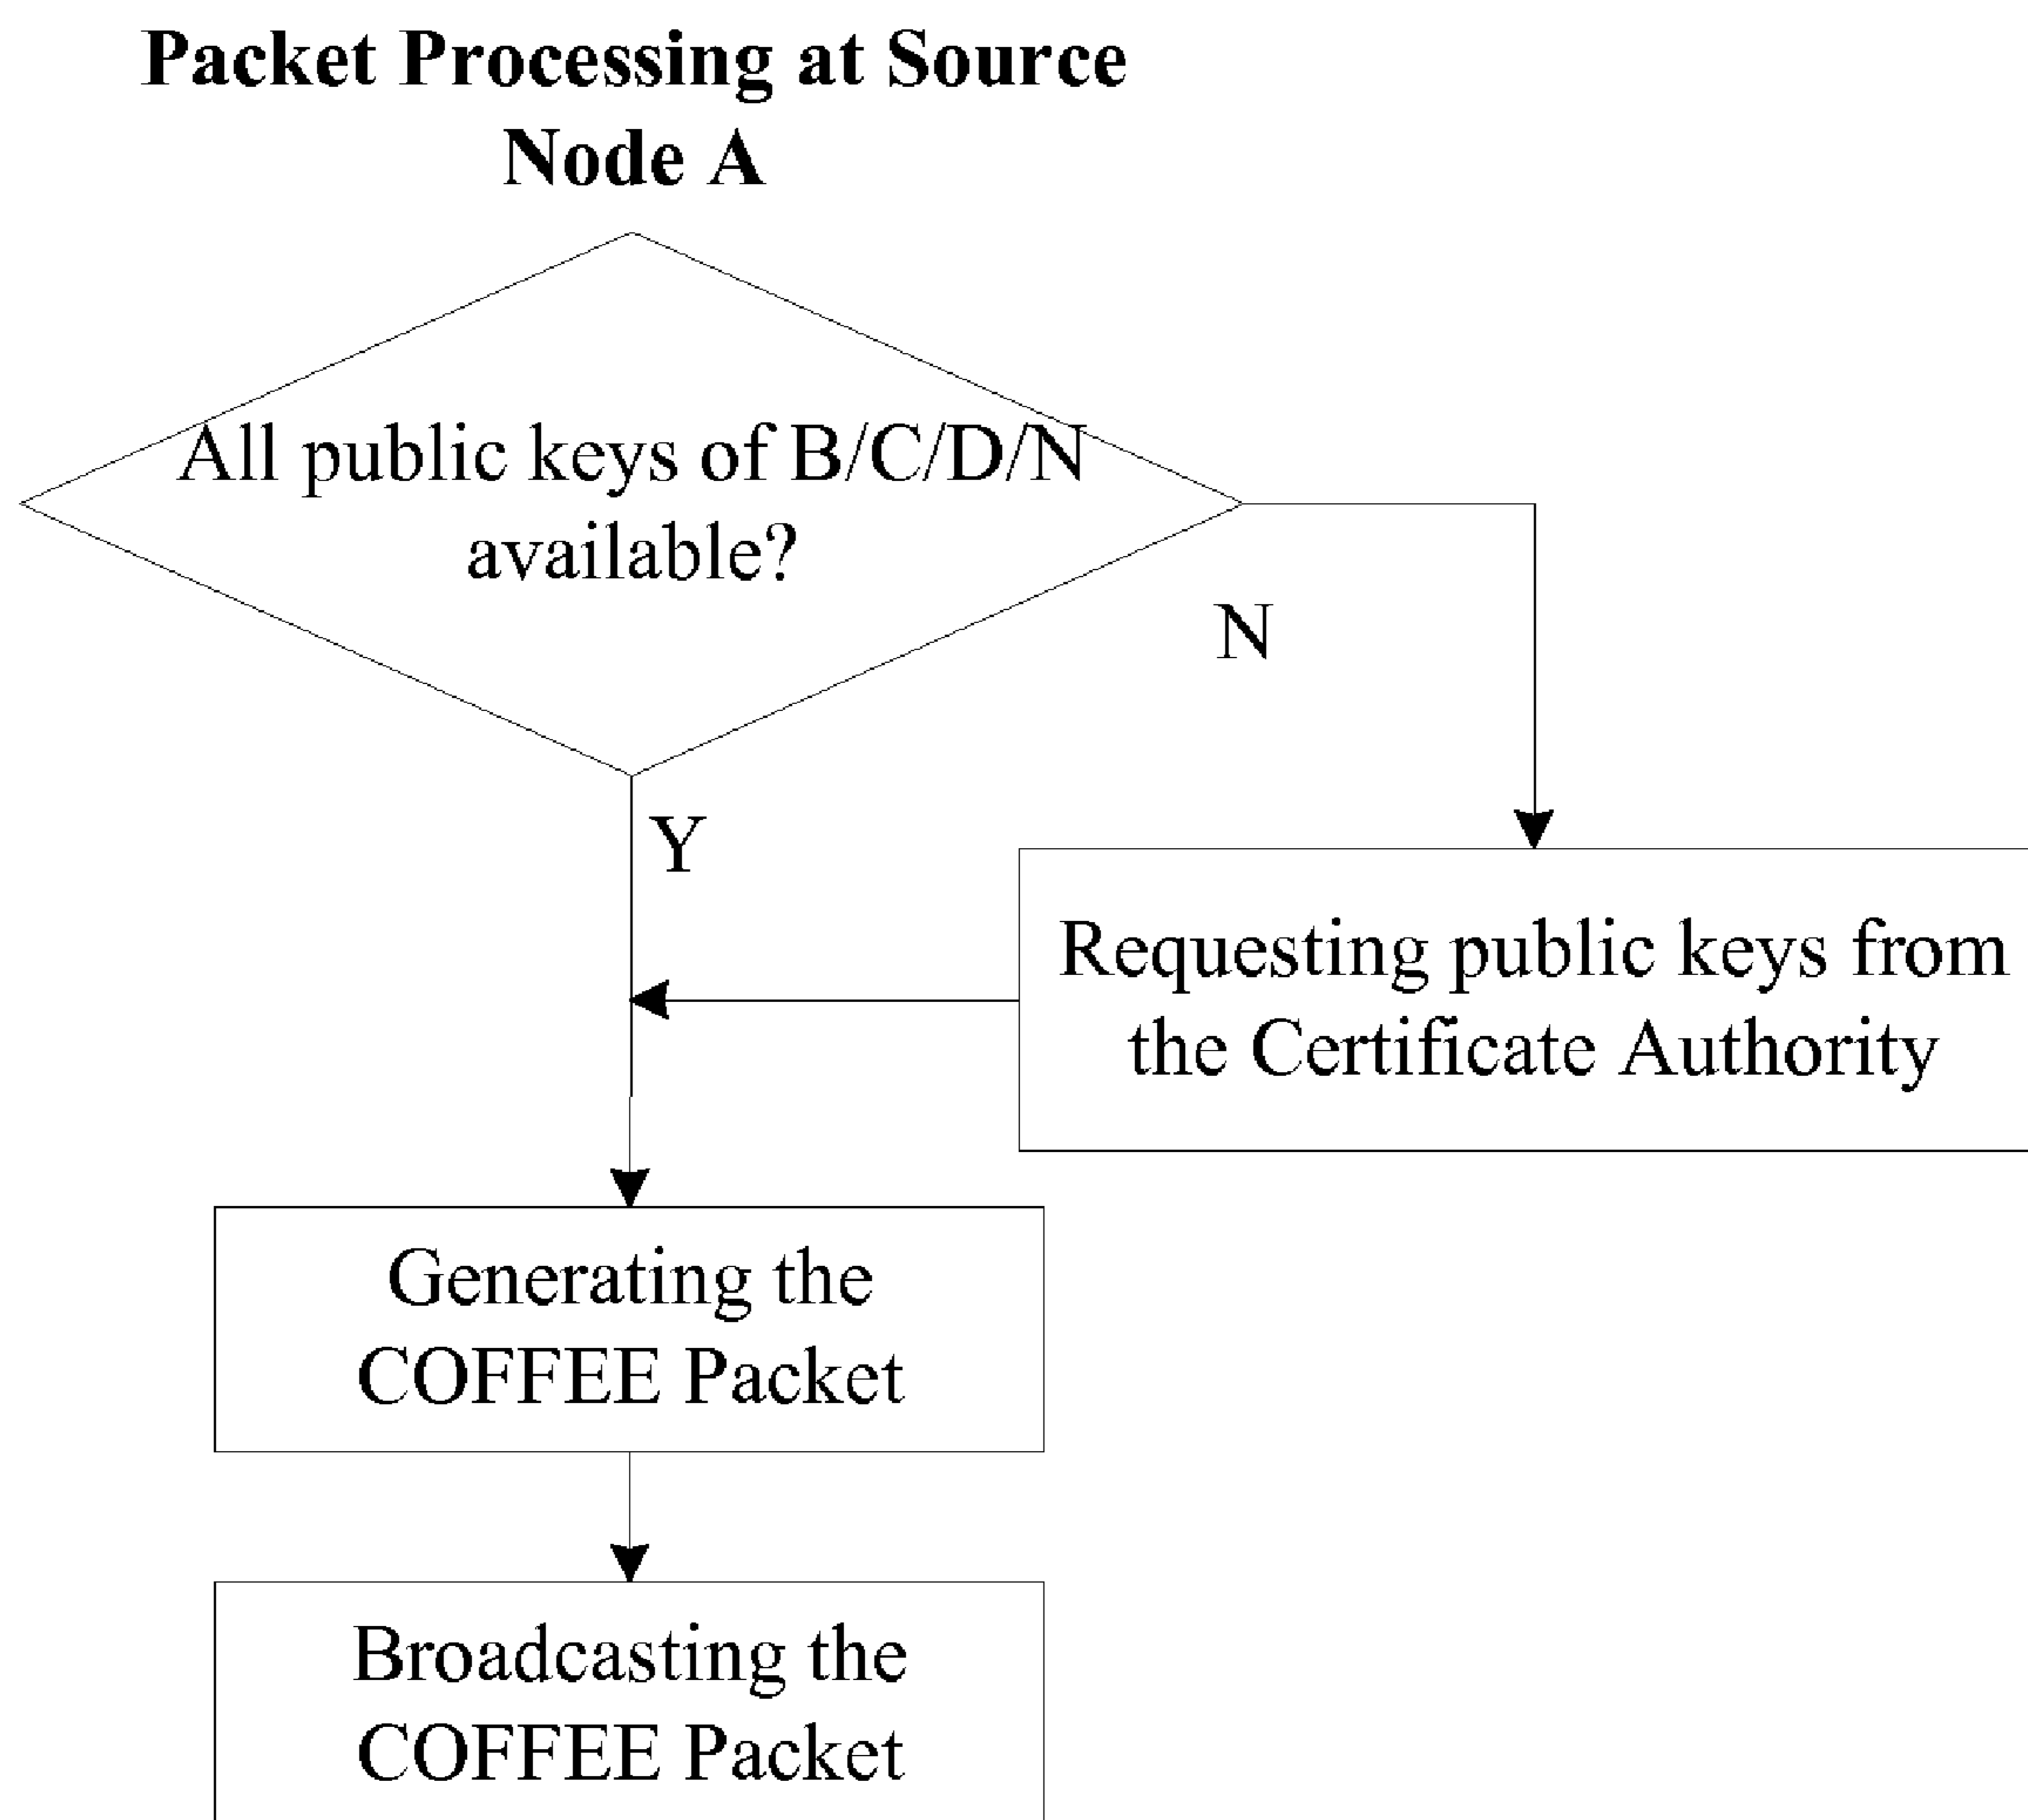 Packet Processing at Source
Node A
All public keys of B/C/D/N
available?
N
Y
Requesting public keys from
the Certificate Authority
Generating the
COFFEE Packet
Broadcasting the
COFFEE Packet